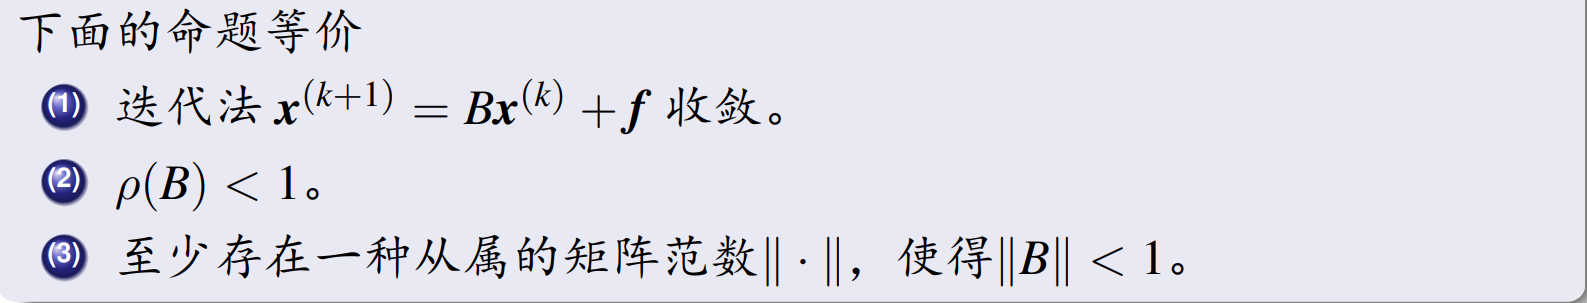 下面的命题等价
(1) 迭代法 x^(k+1) = Bx^(k) + f 收敛。
(2) ρ(B) < 1。
(3) 至少存在一种从属的矩阵范数‖·‖，使得‖B‖ < 1。